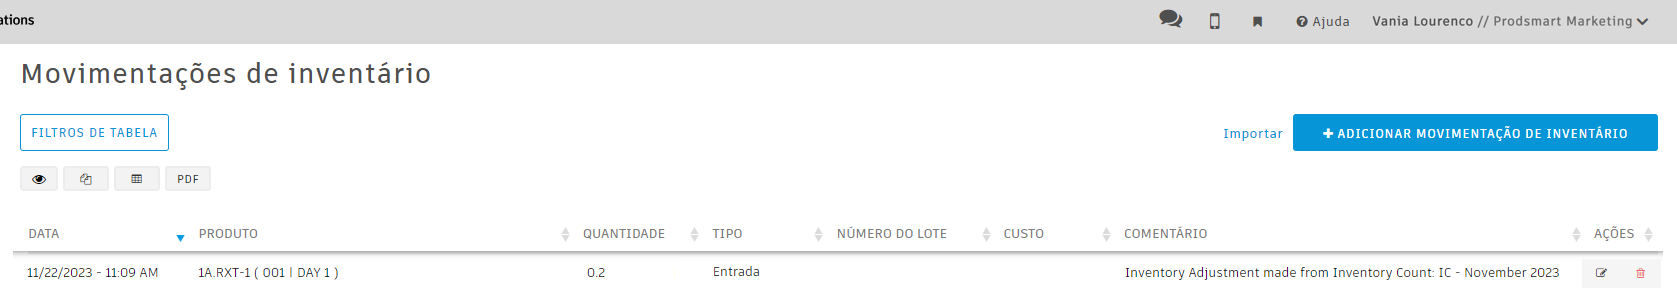 ations
Ajuda Vania Lourenco // Prodsmart Marketing
Movimentações de inventário
FILTROS DE TABELA Importar + ADICIONAR MOVIMENTAÇÃO DE INVENTÁRIO
PDF
DATA PRODUTO QUANTIDADE TIPO NÚMERO DO LOTE CUSTO COMENTÁRIO AÇÕES
11/22/2023 - 11:09 AM 1A.RXT-1 ( 001 | DAY 1 ) 0.2 Entrada Inventory Adjustment made from Inventory Count: IC - November 2023